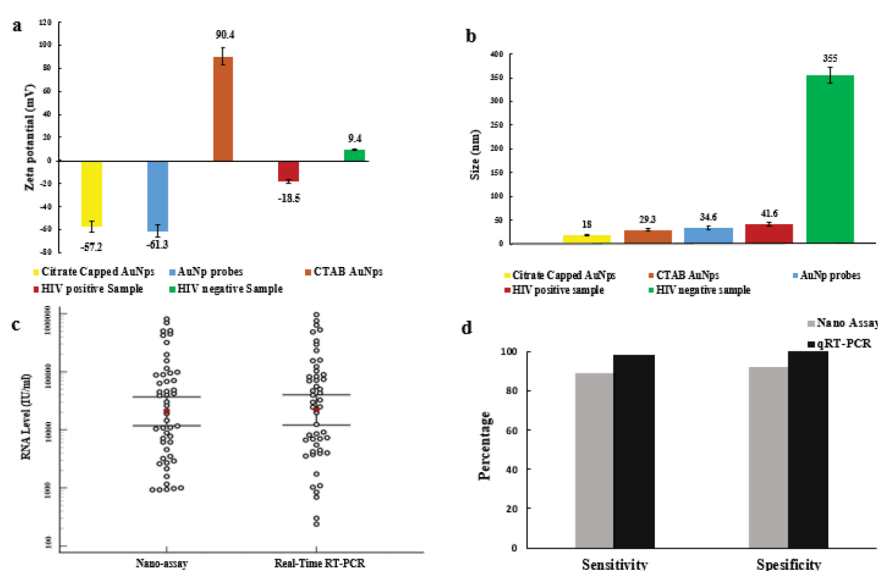 a
120
100
80
60
40
20
0
-20
-40
-60
-80
Zeta potential (mV)
-57.2
-61.3
90.4
-18.5
9.4
Citrate Capped AuNps
AuNp probes
CTAB AuNps
HIV positive Sample
HIV negative Sample
b
400
350
300
250
200
150
100
50
0
Size (nm)
18
29.3
34.6
41.6
355
Citrate Capped AuNps
CTAB AuNps
AuNp probes
HIV positive sample
HIV negative sample
c
1000000
100000
10000
1000
100
RNA Level (IU/ml)
Nano-assay
Real-Time RT-PCR
d
Nano Assay
qRT-PCR
100
80
60
40
20
0
Percentage
Sensitivity
Spesificity